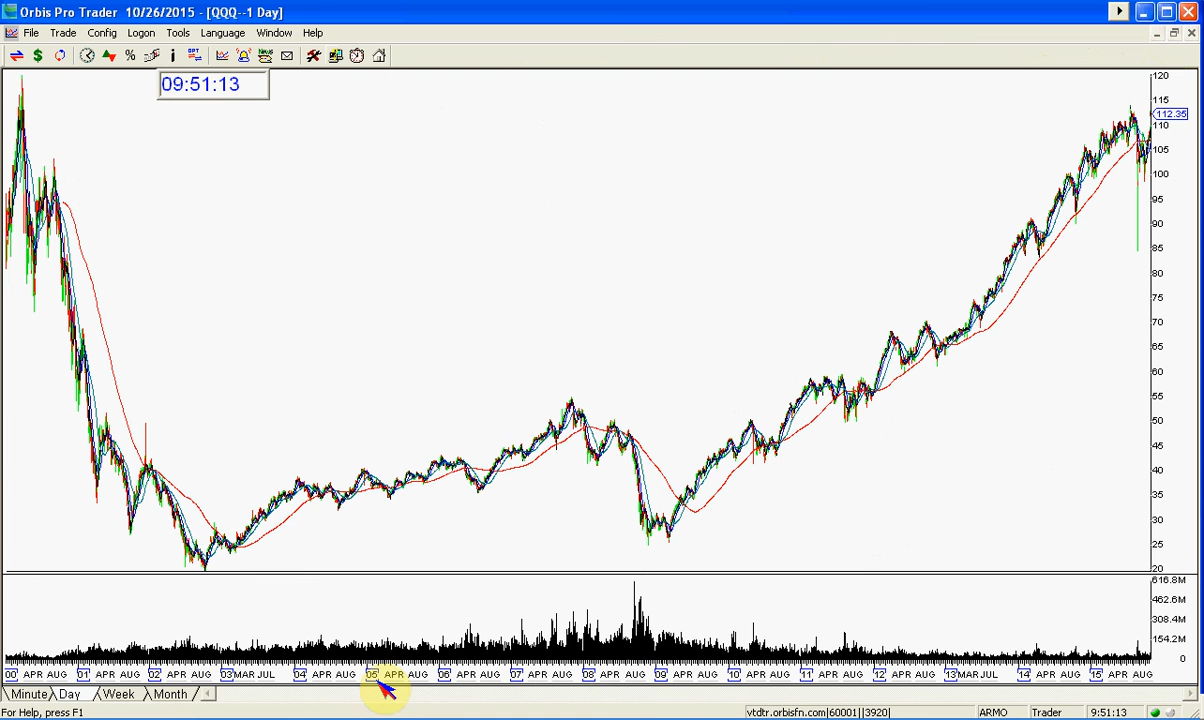 Orbis Pro Trader 10/26/2015 - [QQQ--1 Day]
File Trade Config Logon Tools Language Window Help
09:51:13
120
115
112.35
110
105
100
95
90
85
80
75
70
65
60
55
50
45
40
35
30
25
20
616.8M
462.6M
308.4M
154.2M
0
00 APR AUG 01 APR AUG 02 APR AUG 03 MAR JUL 04 APR AUG 05 APR AUG 06 APR AUG 07 APR AUG 08 APR AUG 09 APR AUG 10 APR AUG 11 APR AUG 12 APR AUG 13 MAR JUL 14 APR AUG 15 APR AUG
Minute Day Week Month
For Help, press F1 vtdtr.orbisfn.com|60001||3920| ARMO Trader 9:51:13